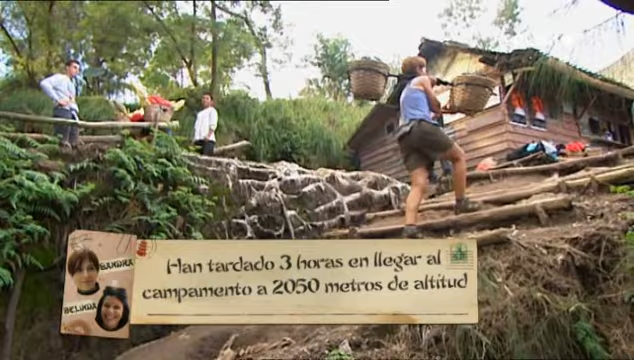 SANDRA
BELINDA
Han tardado 3 horas en llegar al
campamento a 2050 metros de altitud